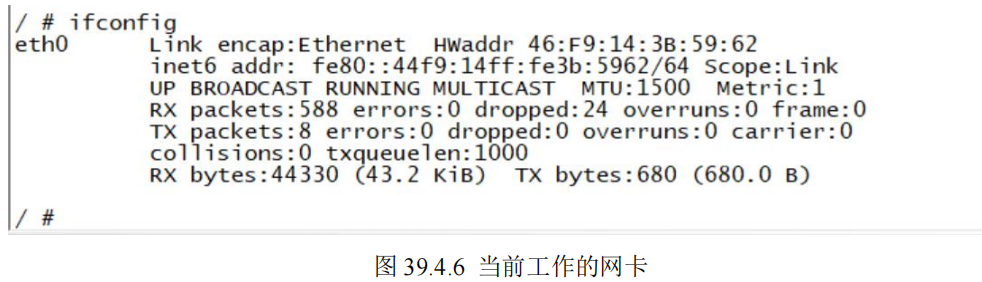 / # ifconfig
eth0 Link encap:Ethernet HWaddr 46:F9:14:3B:59:62
inet6 addr: fe80::44f9:14ff:fe3b:5962/64 Scope:Link
UP BROADCAST RUNNING MULTICAST MTU:1500 Metric:1
RX packets:588 errors:0 dropped:24 overruns:0 frame:0
TX packets:8 errors:0 dropped:0 overruns:0 carrier:0
collisions:0 txqueuelen:1000
RX bytes:44330 (43.2 KiB) TX bytes:680 (680.0 B)
/ #
图 39.4.6 当前工作的网卡